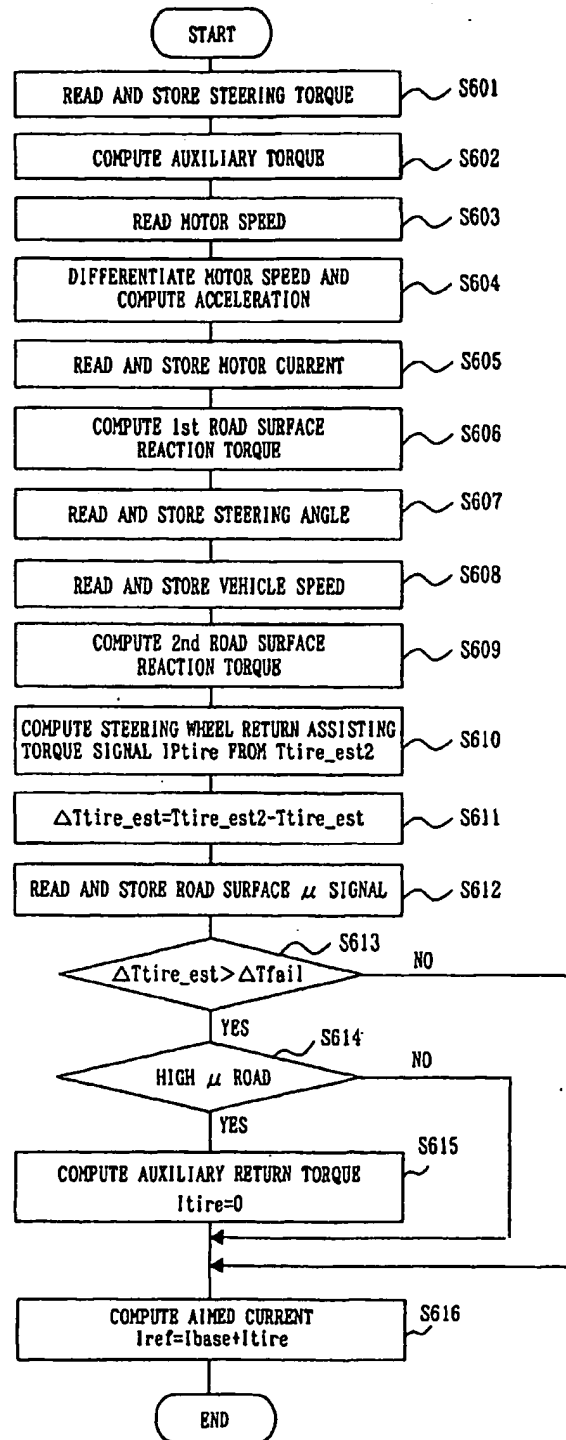 START
READ AND STORE STEERING TORQUE
S601
COMPUTE AUXILIARY TORQUE
S602
READ MOTOR SPEED
S603
DIFFERENTIATE MOTOR SPEED AND
COMPUTE ACCELERATION
S604
READ AND STORE MOTOR CURRENT
S605
COMPUTE 1st ROAD SURFACE
REACTION TORQUE
S606
READ AND STORE STEERING ANGLE
S607
READ AND STORE VEHICLE SPEED
S608
COMPUTE 2nd ROAD SURFACE
REACTION TORQUE
S609
COMPUTE STEERING WHEEL RETURN ASSISTING
TORQUE SIGNAL IPtire FROM Ttire_est2
S610
△Ttire_est=Ttire_est2-Ttire_est
S611
READ AND STORE ROAD SURFACE μ SIGNAL
S612
S613
△Ttire_est>△Tfail
NO
YES
S614
HIGH μ ROAD
NO
YES
S615
COMPUTE AUXILIARY RETURN TORQUE
Itire=0
COMPUTE AIMED CURRENT
Iref=Ibase+Itire
S616
END